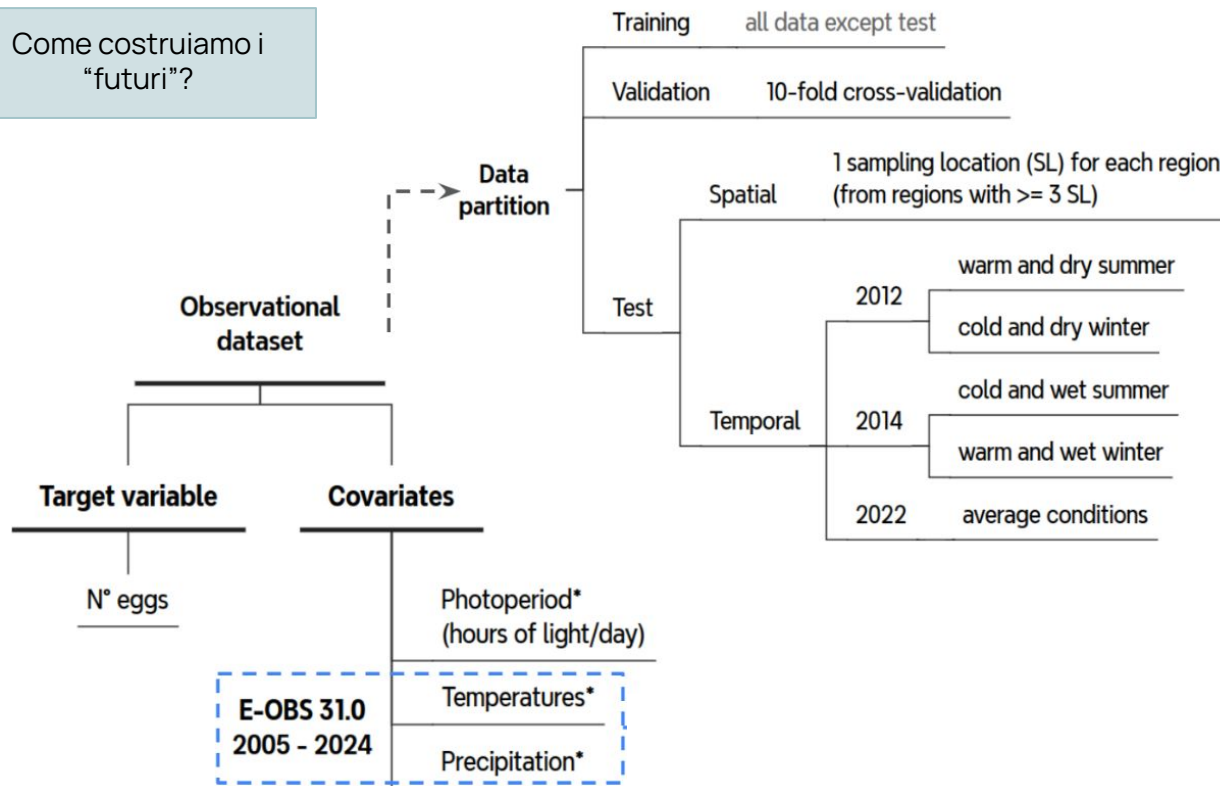 Come costruiamo i
“futuri”?
Training all data except test
Validation 10-fold cross-validation
Data
partition
Spatial
1 sampling location (SL) for each region
(from regions with >= 3 SL)
Test
Temporal
2012
warm and dry summer
cold and dry winter
2014
cold and wet summer
warm and wet winter
2022 average conditions
Observational
dataset
Target variable
N° eggs
Covariates
Photoperiod*
(hours of light/day)
E-OBS 31.0
2005 - 2024
Temperatures*
Precipitation*